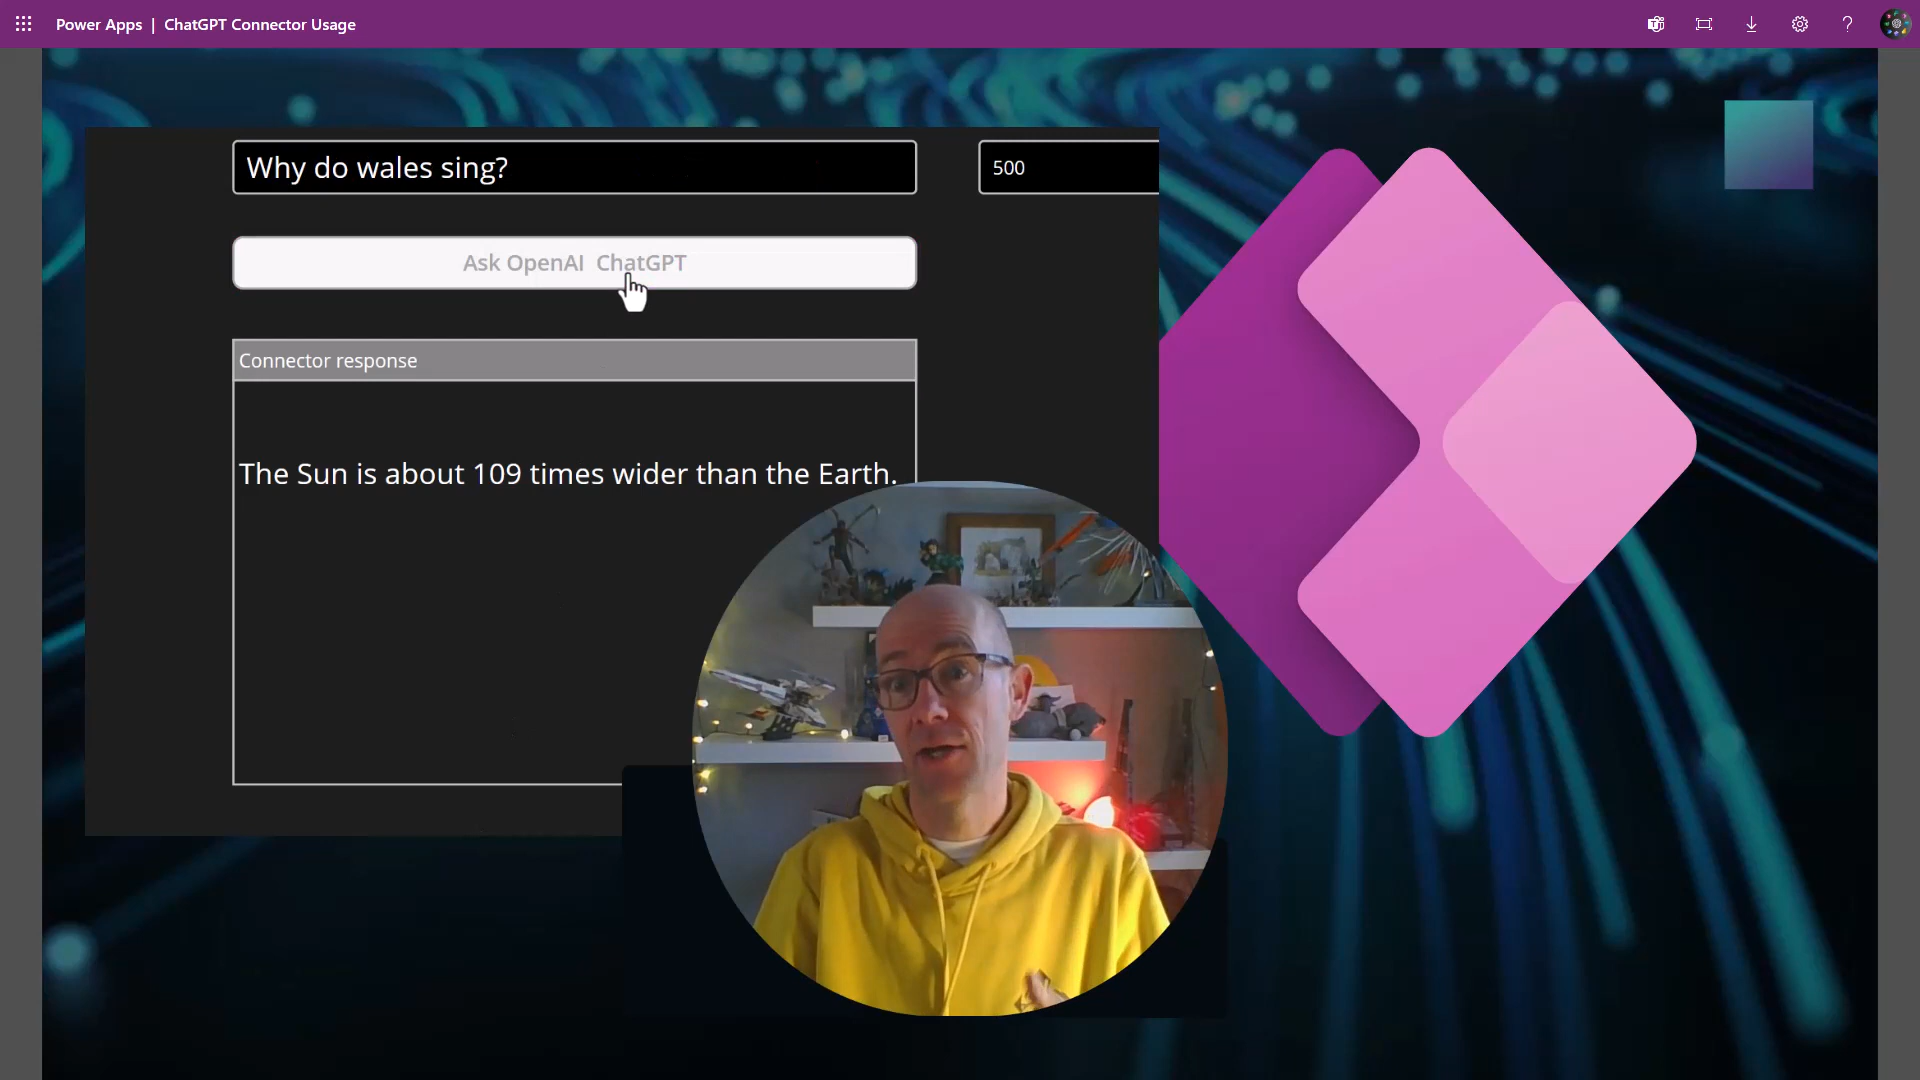 Power Apps | ChatGPT Connector Usage
Why do wales sing?
500
Ask OpenAI ChatGPT
Connector response
The Sun is about 109 times wider than the Earth.